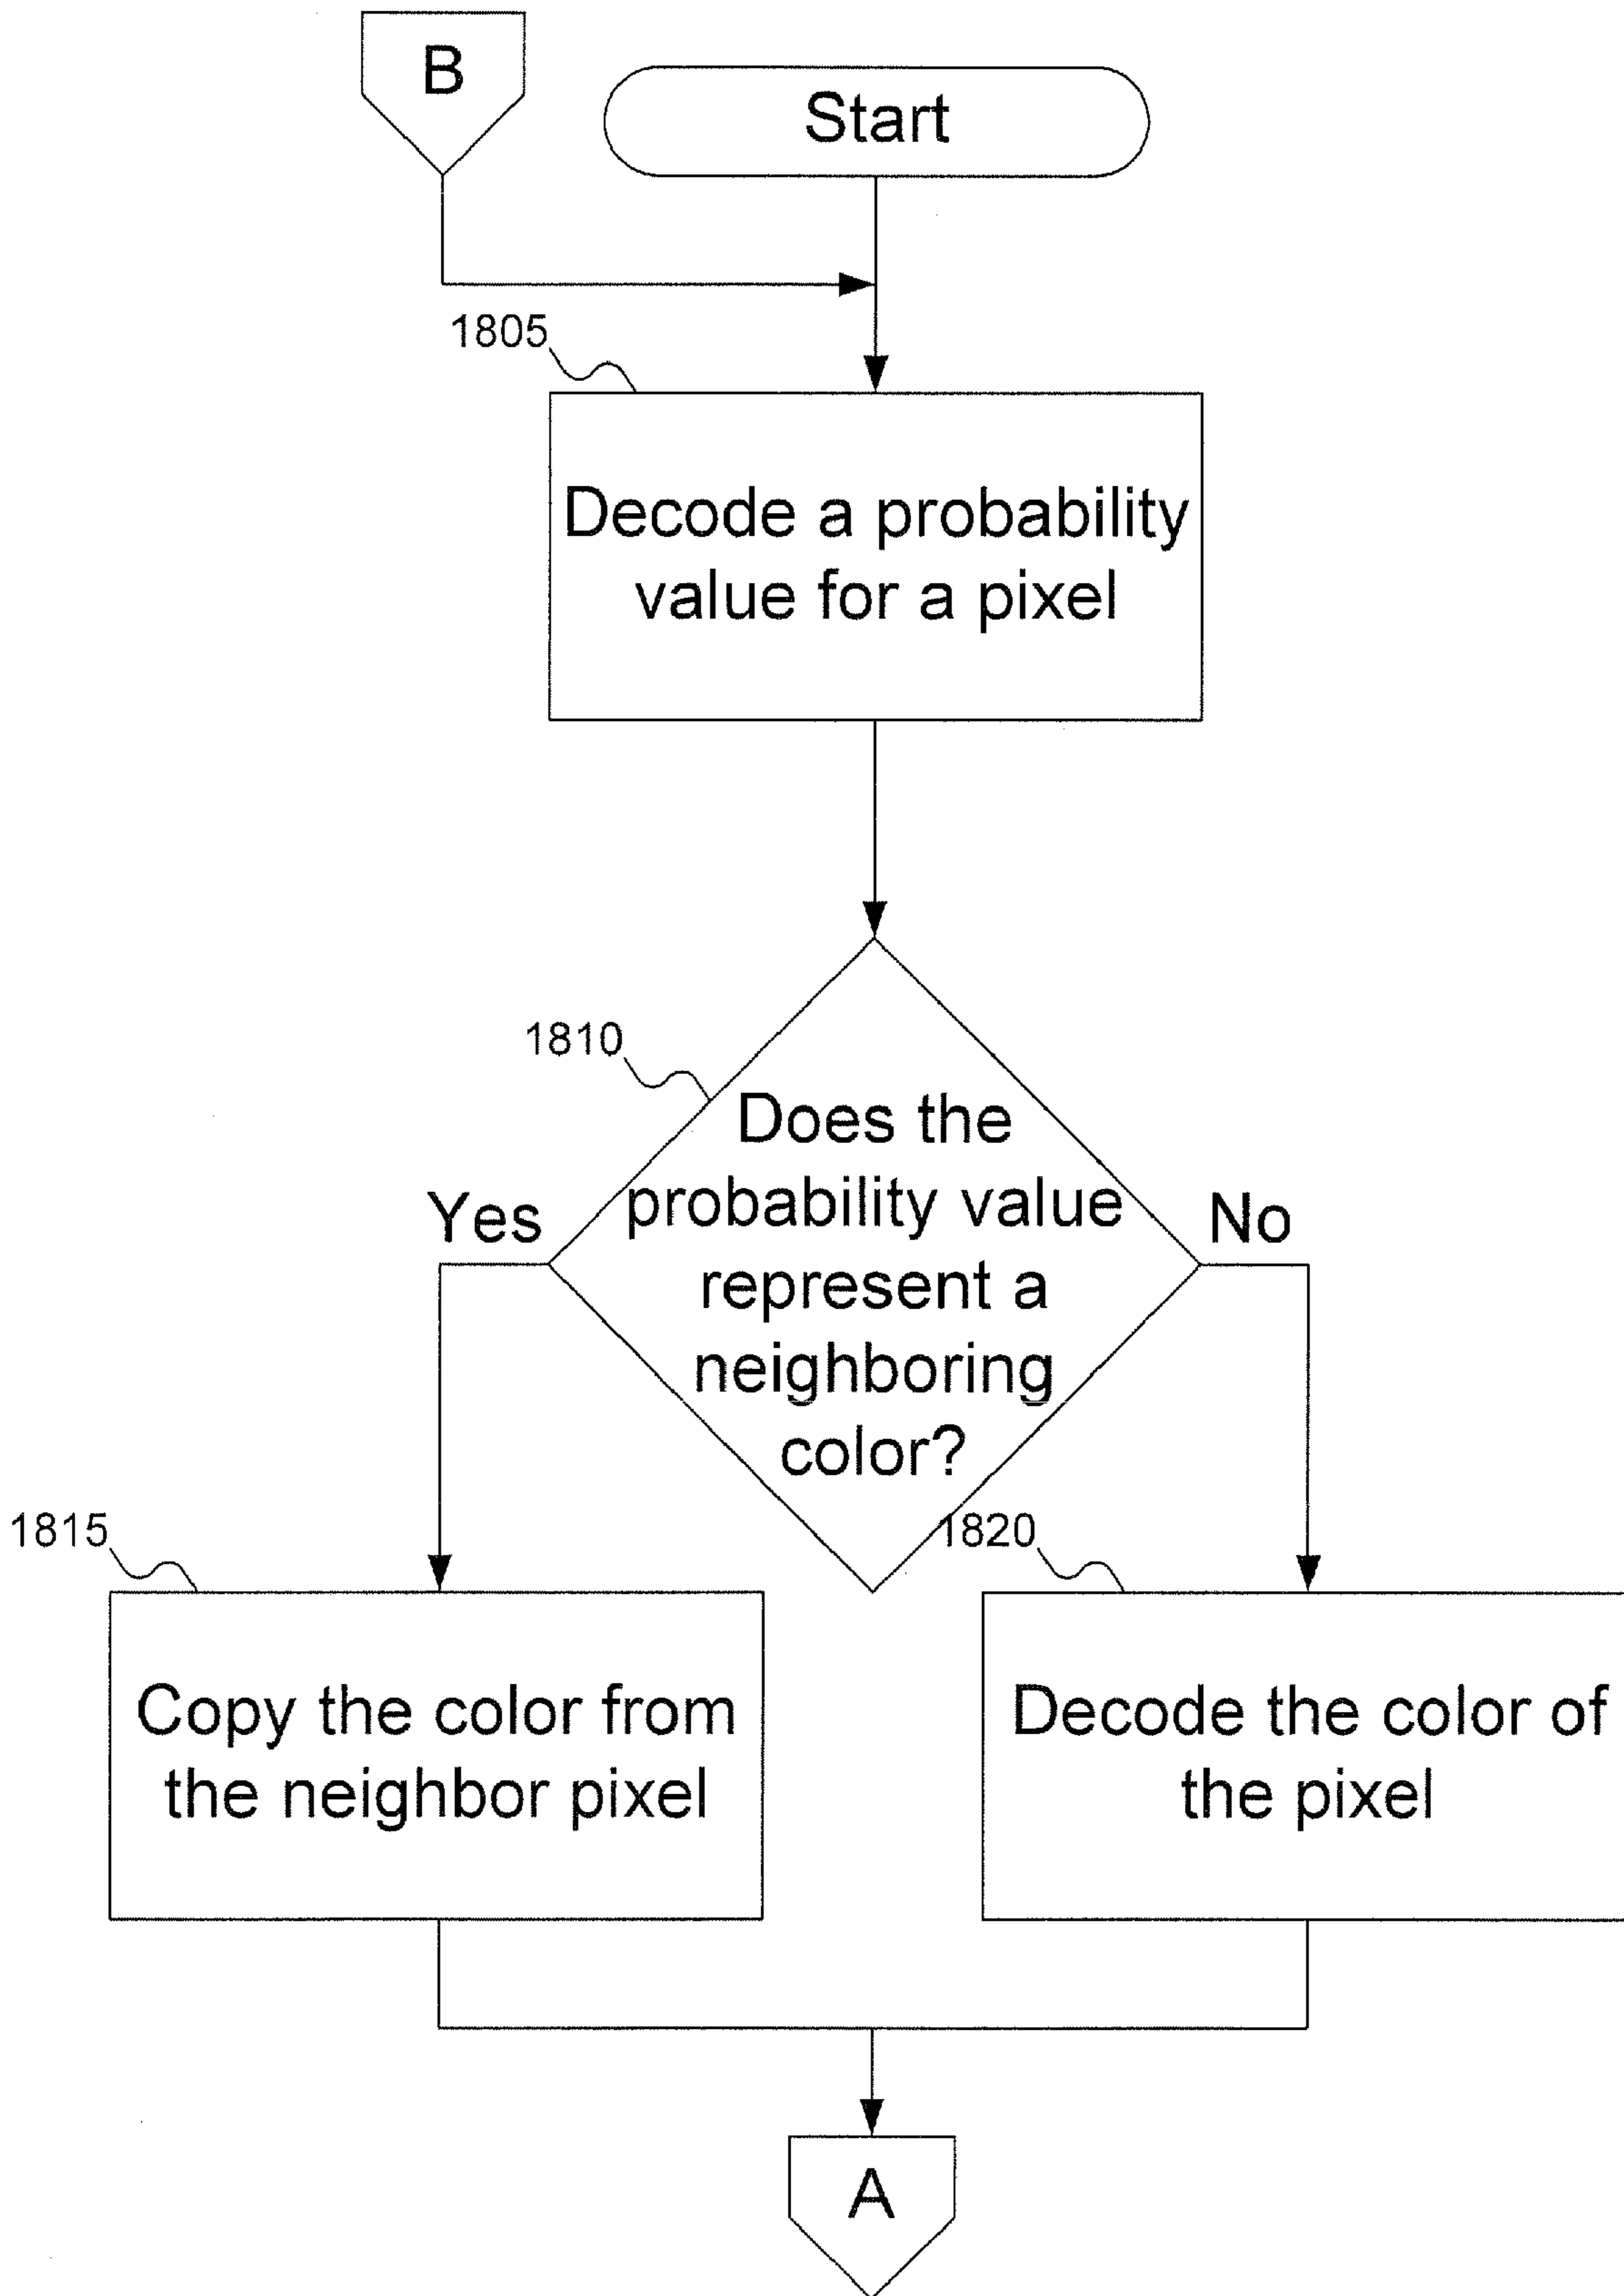 B
Start
1805
Decode a probability
value for a pixel
1810
Does the
probability value
represent a
neighboring
color?
Yes
No
1815
Copy the color from
the neighbor pixel
1820
Decode the color of
the pixel
A